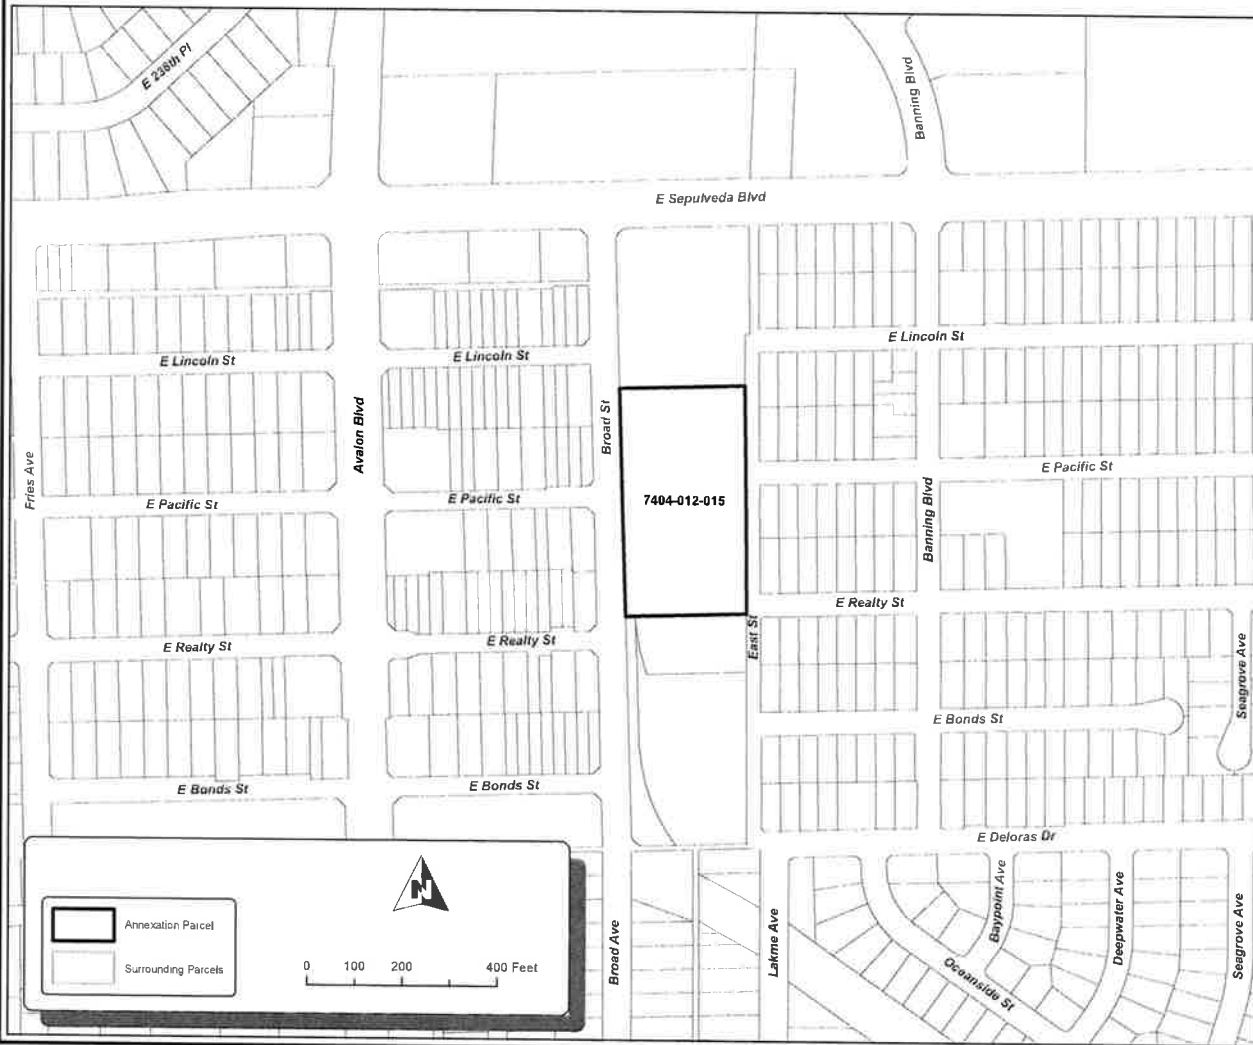 E 238th Pl
Banning Blvd
E Sepulveda Blvd
E Lincoln St
E Lincoln St
E Lincoln St
Fries Ave
Avalon Blvd
Broad St
E Pacific St
E Pacific St
E Pacific St
7404-012-015
Banning Blvd
E Realty St
E Realty St
E Realty St
East St
Seagrove Ave
E Bonds St
E Bonds St
E Bonds St
E Deloras Dr
N
Annexation Parcel
Surrounding Parcels
0 100 200 400 Feet
Broad Ave
Lakme Ave
Baypoint Ave
Oceanside St
Deepwater Ave
Seagrove Ave